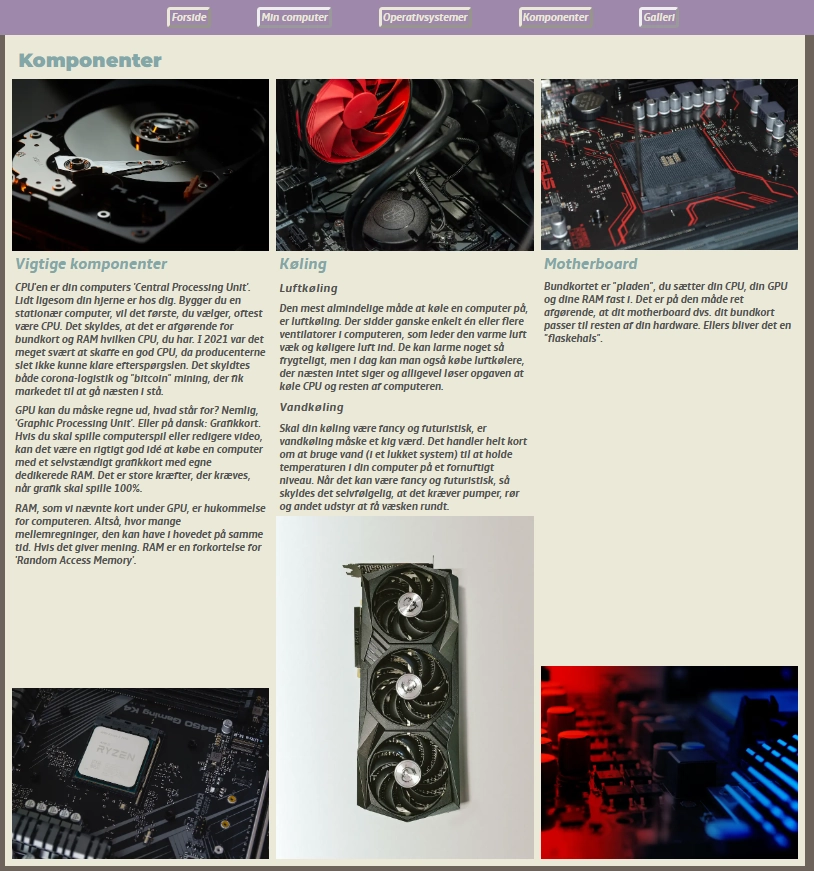 Forside
Min computer
Operativsystemer
Komponenter
Galleri
Komponenter
Vigtige komponenter
CPU'en er din computers 'Central Processing Unit'.
Lidt ligesom din hjerne er hos dig. Bygger du en
stationær computer, vil det første, du vælger, oftest
være CPU. Det skyldes, at det er afgørende for
bundkort og RAM hvilken CPU, du har. I 2021 var det
meget svært at skaffe en god CPU, da producenterne
slet ikke kunne klare efterspørgslen. Det skyldtes
både corona-logistik og "bitcoin" mining, der fik
markedet til at gå næsten i stå.
GPU kan du måske regne ud, hvad står for? Nemlig,
'Graphic Processing Unit'. Eller på dansk: Grafikkort.
Hvis du skal spille computerspil eller redigere video,
kan det være en rigtigt god idé at købe en computer
med et selvstændigt grafikkort med egne
dedikerede RAM. Det er store kræfter, der kræves,
når grafik skal spille 100%.
RAM, som vi nævnte kort under GPU, er hukommelse
for computeren. Altså, hvor mange
mellemregninger, den kan have i hovedet på samme
tid. Hvis det giver mening. RAM er en forkortelse for
'Random Access Memory'.
B450 Gaming K4
RYZEN
Køling
Luftkøling
Den mest almindelige måde at køle en computer på,
er luftkøling. Der sidder ganske enkelt én eller flere
ventilatorer i computeren, som leder den varme luft
væk og køligere luft ind. De kan larme noget så
frygteligt, men i dag kan man også købe luftkølere,
der næsten intet siger og alligevel løser opgaven at
køle CPU og resten af computeren.
Vandkøling
Skal din køling være fancy og futuristisk, er
vandkøling måske et kig værd. Det handler helt kort
om at bruge vand (i et lukket system) til at holde
temperaturen i din computer på et fornuftigt
niveau. Når det kan være fancy og futuristisk, så
skyldes det selvfølgelig, at det kræver pumper, rør
og andet udstyr at få væsken rundt.
Motherboard
Bundkortet er "pladen", du sætter din CPU, din GPU
og dine RAM fast i. Det er på den måde ret
afgørende, at dit motherboard dvs. dit bundkort
passer til resten af din hardware. Ellers bliver det en
"flaskehals".